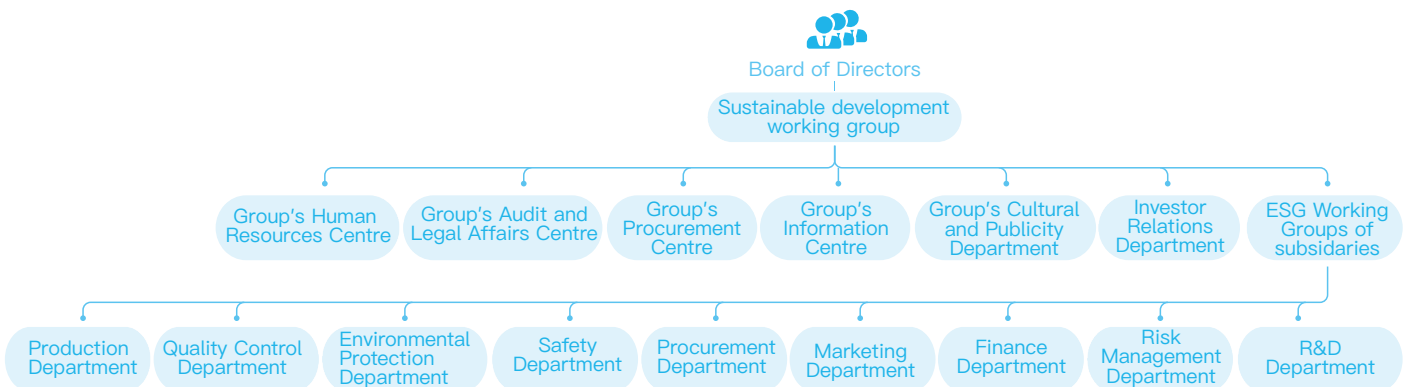 Board of Directors
Sustainable development
working group
Group's Human
Resources Centre
Group's Audit and
Legal Affairs Centre
Group's
Procurement
Centre
Group's
Information
Centre
Group's Cultural
and Publicity
Department
Investor
Relations
Department
ESG Working
Groups of
subsidaries
Production
Department
Quality Control
Department
Environmental
Protection
Department
Safety
Department
Procurement
Department
Marketing
Department
Finance
Department
Risk
Management
Department
R&D
Department